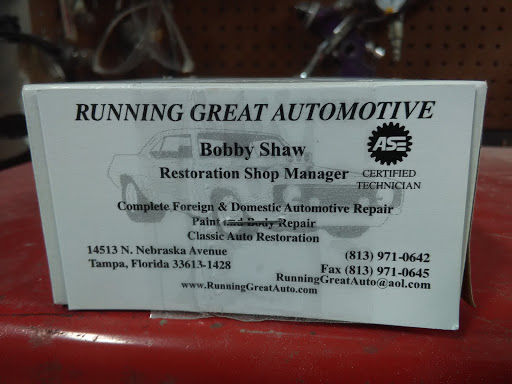 RUNNING GREAT AUTOMOTIVE
Bobby Shaw
Restoration Shop Manager
ASE
CERTIFIED
TECHNICIAN
Complete Foreign & Domestic Automotive Repair
Paint and Body Repair
Classic Auto Restoration
14513 N. Nebraska Avenue
Tampa, Florida 33613-1428
(813) 971-0642
Fax (813) 971-0645
RunningGreatAuto@aol.com
www.RunningGreatAuto.com